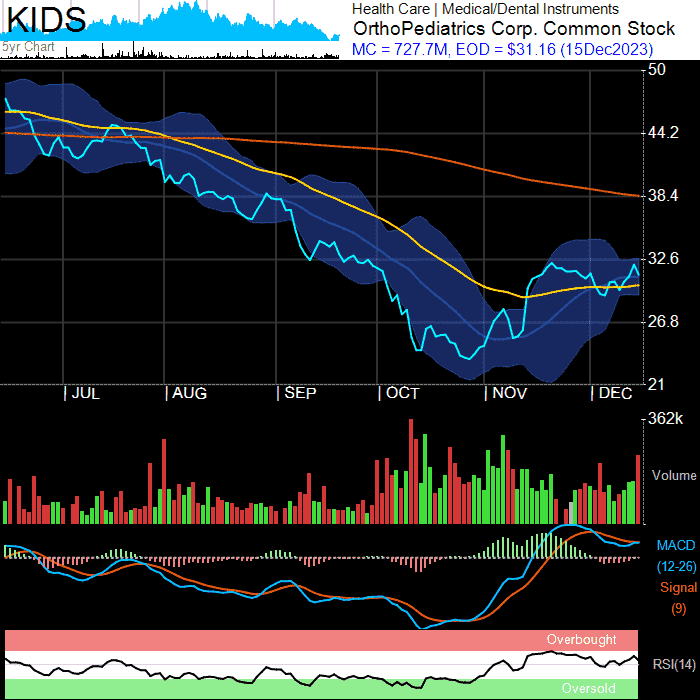 KIDS
5yr Chart
Health Care | Medical/Dental Instruments
OrthoPediatrics Corp. Common Stock
MC = 727.7M, EOD = $31.16 (15Dec2023)
50
44.2
38.4
32.6
26.8
21
| JUL
| AUG
| SEP
| OCT
| NOV
| DEC
362k
Volume
MACD
(12-26)
Signal
(9)
Overbought
RSI(14)
Oversold